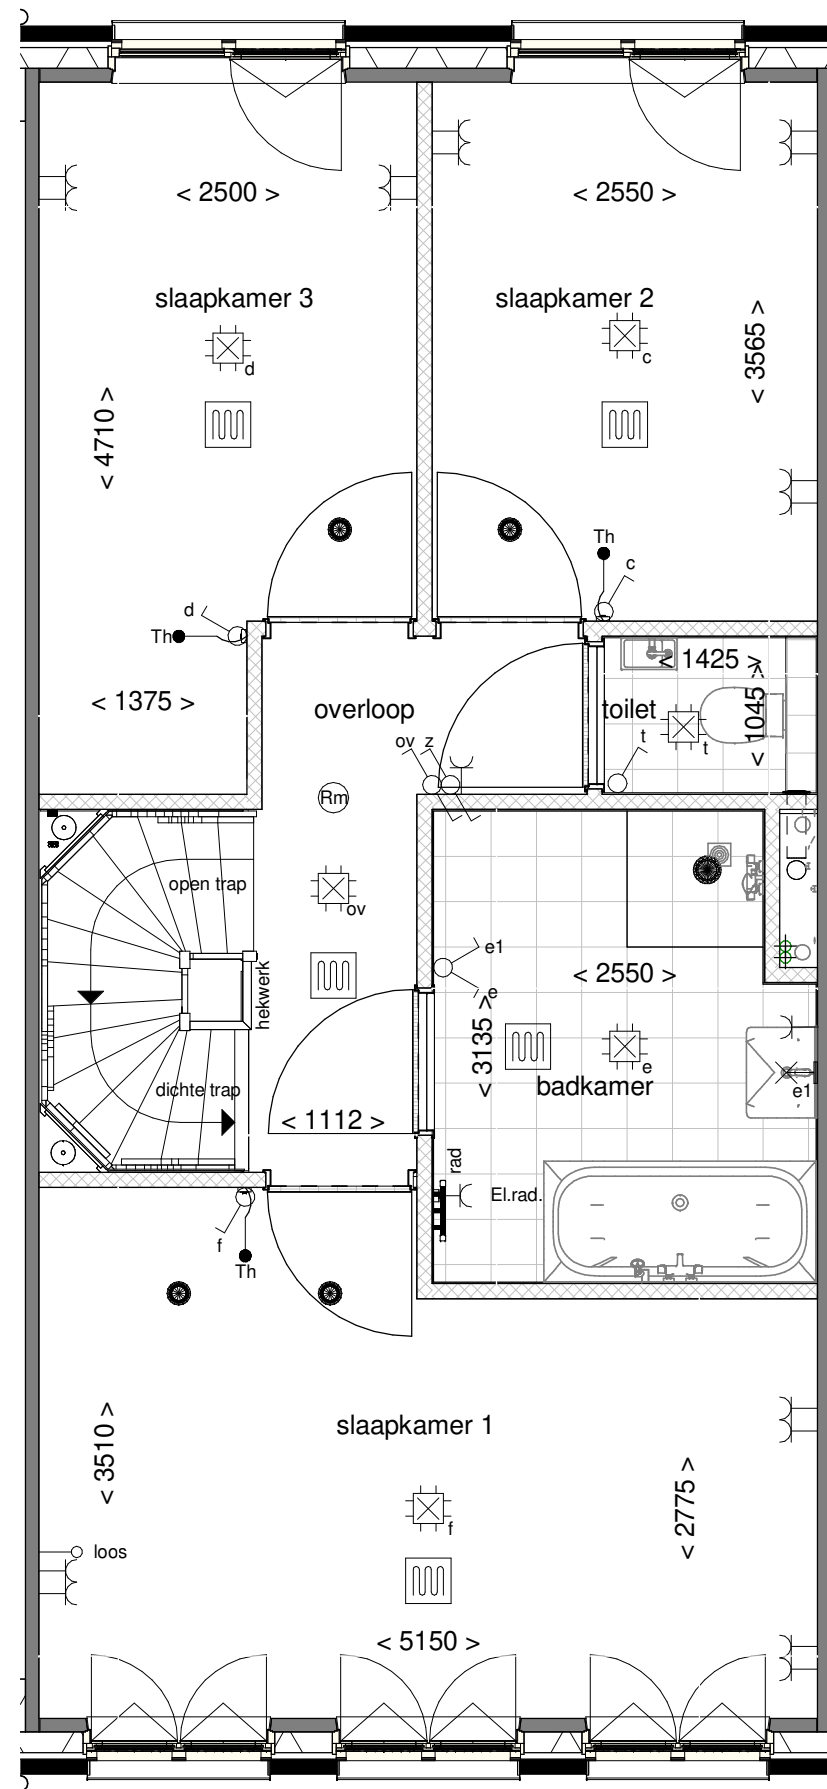 < 2500 >
< 2550 >
slaapkamer 3
slaapkamer 2
d
c
< 3565 >
< 4710 >
Th
c
d
Th
< 1425 >
< 1375 >
overloop
toilet
< 1045 >
ov z
t
t
Rm
open trap
ov
e1
e
< 2550 >
hekwerk
< 3135 >
e
badkamer
dichte trap
e1
< 1112 >
rad
El.rad.
f
Th
slaapkamer 1
< 3510 >
< 2775 >
f
loos
< 5150 >